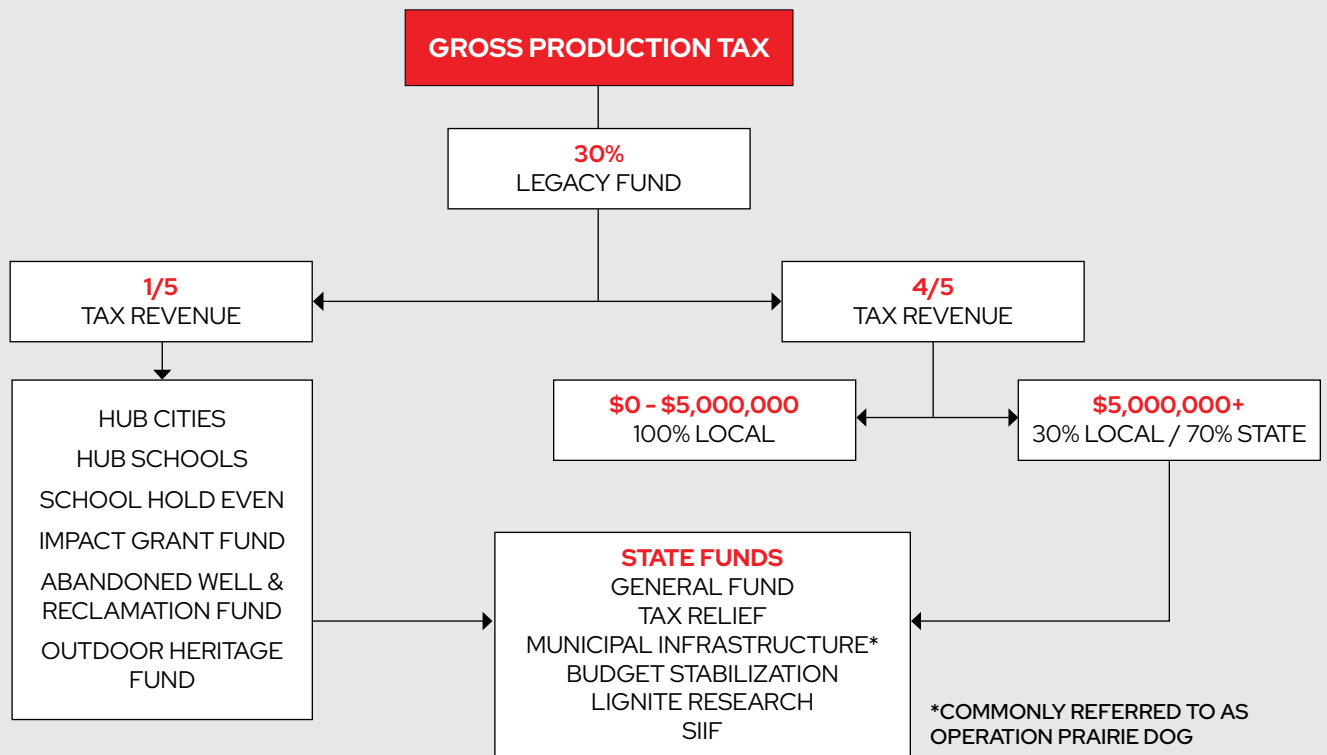 GROSS PRODUCTION TAX
30%
LEGACY FUND
1/5
TAX REVENUE
4/5
TAX REVENUE
HUB CITIES
HUB SCHOOLS
SCHOOL HOLD EVEN
IMPACT GRANT FUND
ABANDONED WELL &
RECLAMATION FUND
OUTDOOR HERITAGE
FUND
$0 - $5,000,000
100% LOCAL
$5,000,000+
30% LOCAL / 70% STATE
STATE FUNDS
GENERAL FUND
TAX RELIEF
MUNICIPAL INFRASTRUCTURE*
BUDGET STABILIZATION
LIGNITE RESEARCH
SIIF
*COMMONLY REFERRED TO AS
OPERATION PRAIRIE DOG